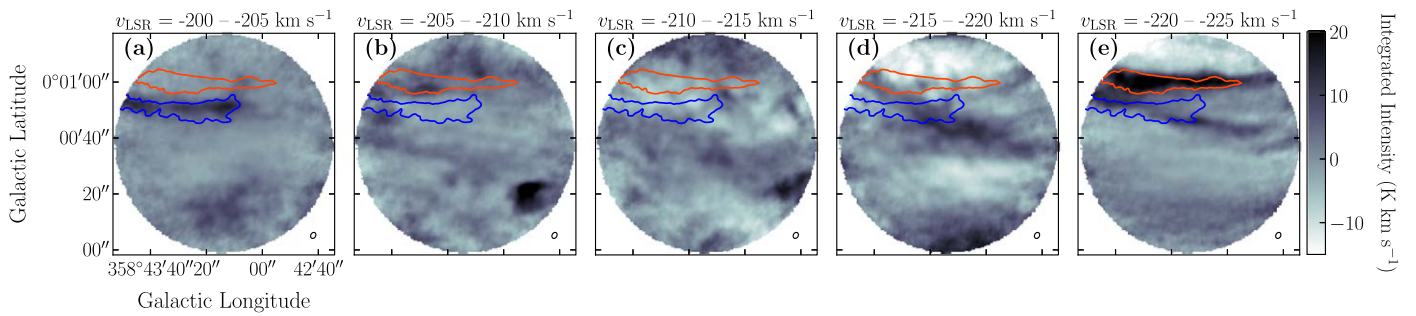 v_LSR = -200 – -205 km s⁻¹
v_LSR = -205 – -210 km s⁻¹
v_LSR = -210 – -215 km s⁻¹
v_LSR = -215 – -220 km s⁻¹
v_LSR = -220 – -225 km s⁻¹
(a)
(b)
(c)
(d)
(e)
0°01′00″
00′40″
20″
00″
Galactic Latitude
358°43′40″
20″
00″
42′40″
Galactic Longitude
20
10
0
−10
Integrated Intensity (K km s⁻¹)